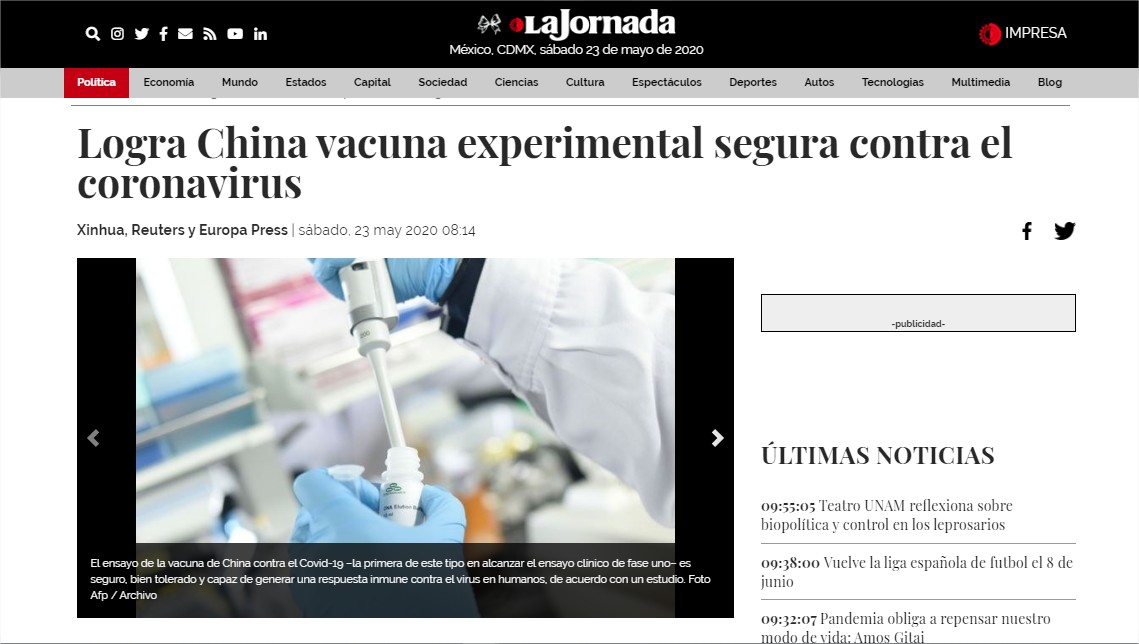 La Jornada
México, CDMX, sábado 23 de mayo de 2020
IMPRESA
Política Economía Mundo Estados Capital Sociedad Ciencias Cultura Espectáculos Deportes Autos Tecnologías Multimedia Blog
Logra China vacuna experimental segura contra el
coronavirus
Xinhua, Reuters y Europa Press | sábado, 23 may 2020 08:14
200
El ensayo de la vacuna de China contra el Covid-19 –la primera de este tipo en alcanzar el ensayo clínico de fase uno– es
seguro, bien tolerado y capaz de generar una respuesta inmune contra el virus en humanos, de acuerdo con un estudio. Foto
Afp / Archivo
-publicidad-
ÚLTIMAS NOTICIAS
09:55:05 Teatro UNAM reflexiona sobre
biopolítica y control en los leprosarios
09:38:00 Vuelve la liga española de futbol el 8 de
junio
09:32:07 Pandemia obliga a repensar nuestro
modo de vida: Amos Gitai